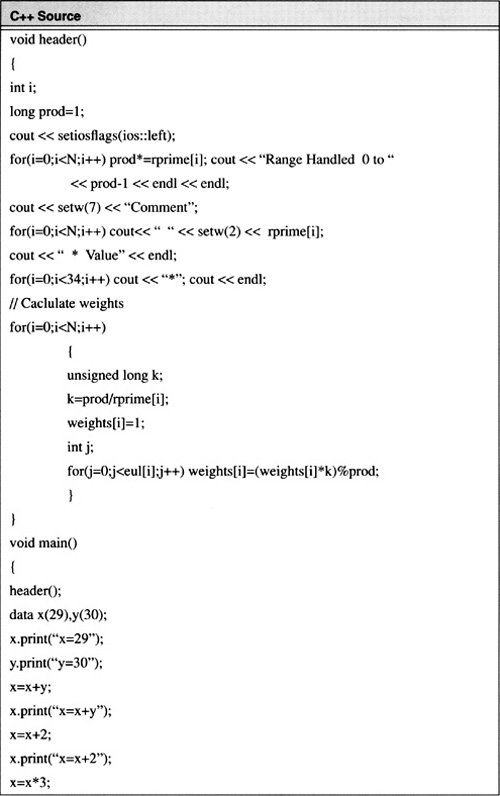 C++ Source
void header()
{
int i;
long prod=1;
cout << setiosflags(ios::left);
for(i=0;i<N;i++) prod*=rprime[i]; cout << “Range Handled 0 to “
<< prod-1 << endl << endl;
cout << setw(7) << “Comment”;
for(i=0;i<N;i++) cout<< “ “ << setw(2) << rprime[i];
cout << “ * Value” << endl;
for(i=0;i<34;i++) cout << “*”; cout << endl;
// Caclulate weights
for(i=0;i<N;i++)
{
unsigned long k;
k=prod/rprime[i];
weights[i]=1;
int j;
for(j=0;j<eul[i];j++) weights[i]=(weights[i]*k)%prod;
}
}
void main()
{
header();
data x(29),y(30);
x.print(“x=29”);
y.print(“y=30”);
x=x+y;
x.print(“x=x+y”);
x=x+2;
x.print(“x=x+2”);
x=x*3;